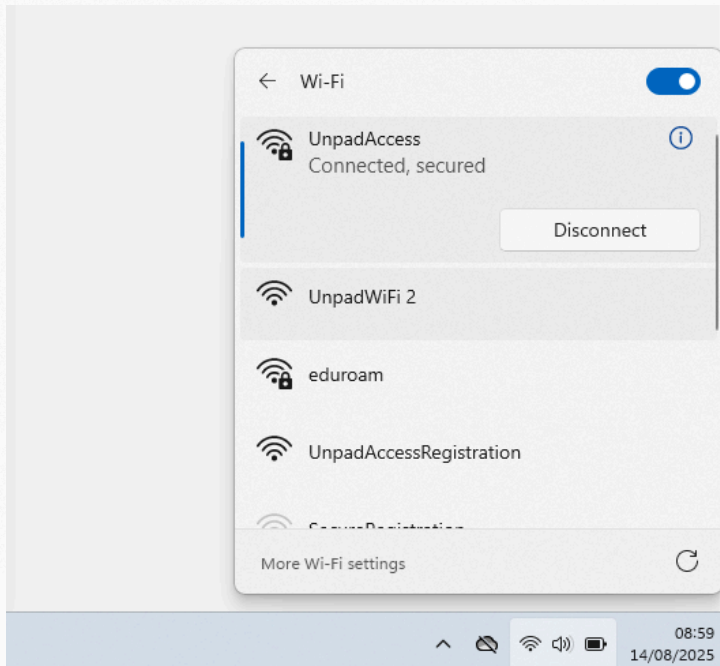 Wi-Fi
UnpadAccess
Connected, secured
Disconnect
UnpadWiFi 2
eduroam
UnpadAccessRegistration
More Wi-Fi settings
08:59
14/08/2025